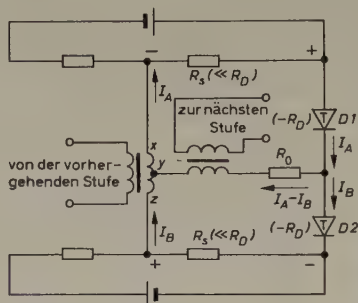 −
+
R_s(≪R_D)
I_A
zur nächsten
Stufe
(−R_D)
T
D1
I_A
x
y
z
R_0
von der vorher-
gehenden Stufe
I_A−I_B
I_B
I_B
(−R_D)
T
D2
+
R_s(≪R_D)
−